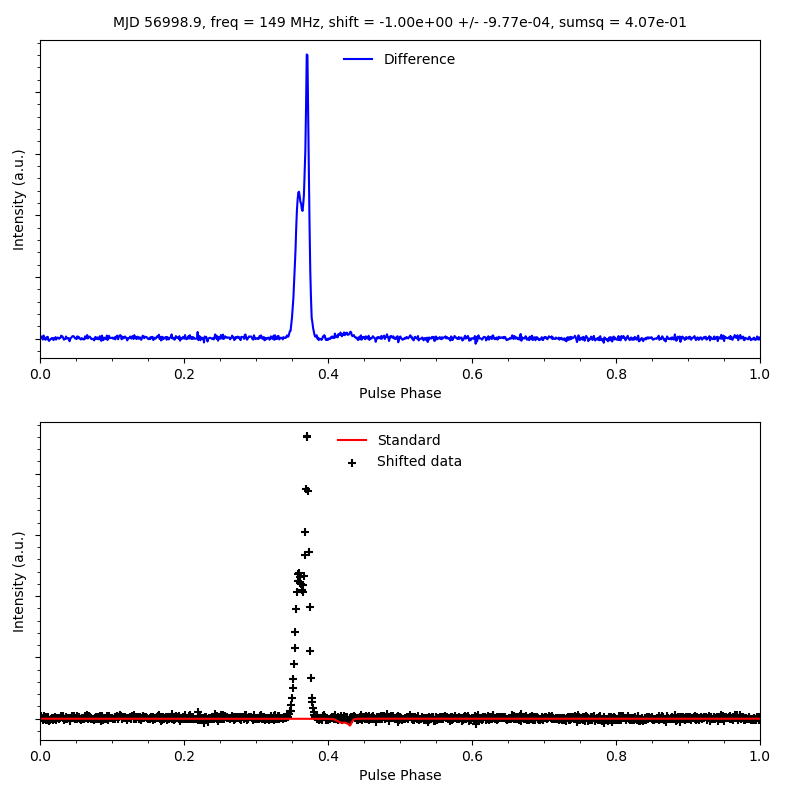 MJD 56998.9, freq = 149 MHz, shift = -1.00e+00 +/- -9.77e-04, sumsq = 4.07e-01
Difference
Intensity (a.u.)
0.0 0.2 0.4 0.6 0.8 1.0
Pulse Phase
Standard
Shifted data
Intensity (a.u.)
0.0 0.2 0.4 0.6 0.8 1.0
Pulse Phase